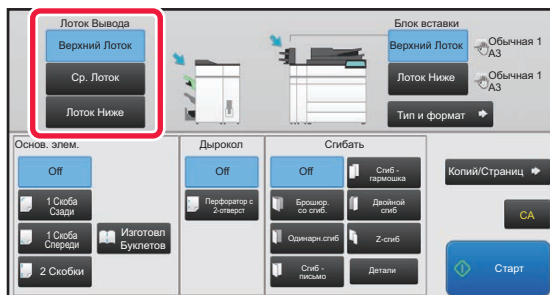 Лоток Вывода
Верхний Лоток
Ср. Лоток
Лоток Ниже
Блок вставки
Верхний Лоток
Обычная 1
A3
Лоток Ниже
Обычная 1
A3
Тип и формат
Основ. элем.
Off
1 Скоба
Сзади
1 Скоба
Спереди
2 Скобки
Изготовл
Буклетов
Дырокол
Off
Перфоратор с
2-отверст
Сгибать
Off
Сгиб -
гармошка
Брошюр.
со сгиб.
Двойной
сгиб
Одинарн.сгиб
Z-сгиб
Сгиб -
письмо
Детали
Копий/Страниц
CA
Старт